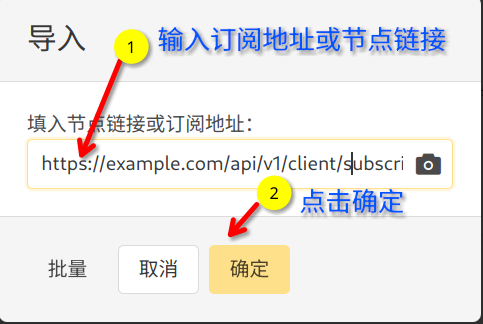 导入
1
输入订阅地址或节点链接
填入节点链接或订阅地址：
https://example.com/api/v1/client/subscri
2
点击确定
批量
取消
确定